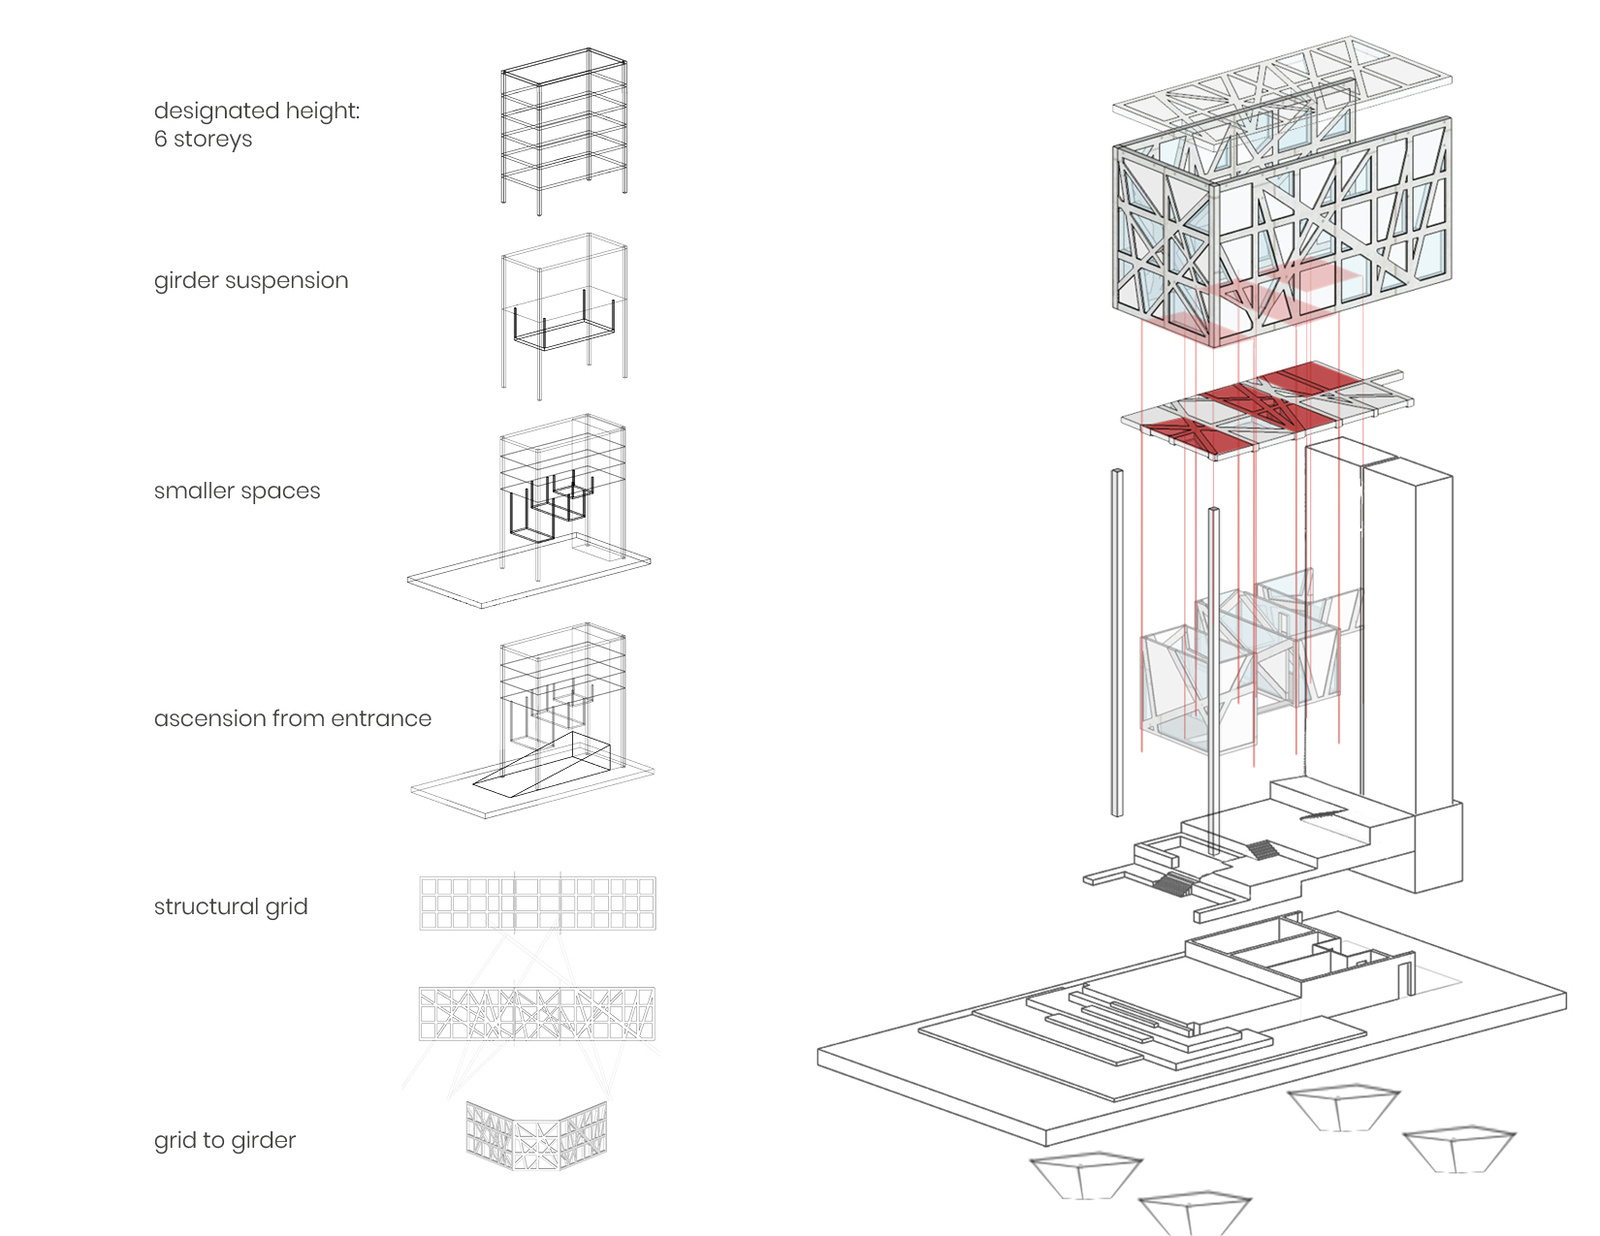 designated height:
6 storeys
girder suspension
smaller spaces
ascension from entrance
structural grid
grid to girder